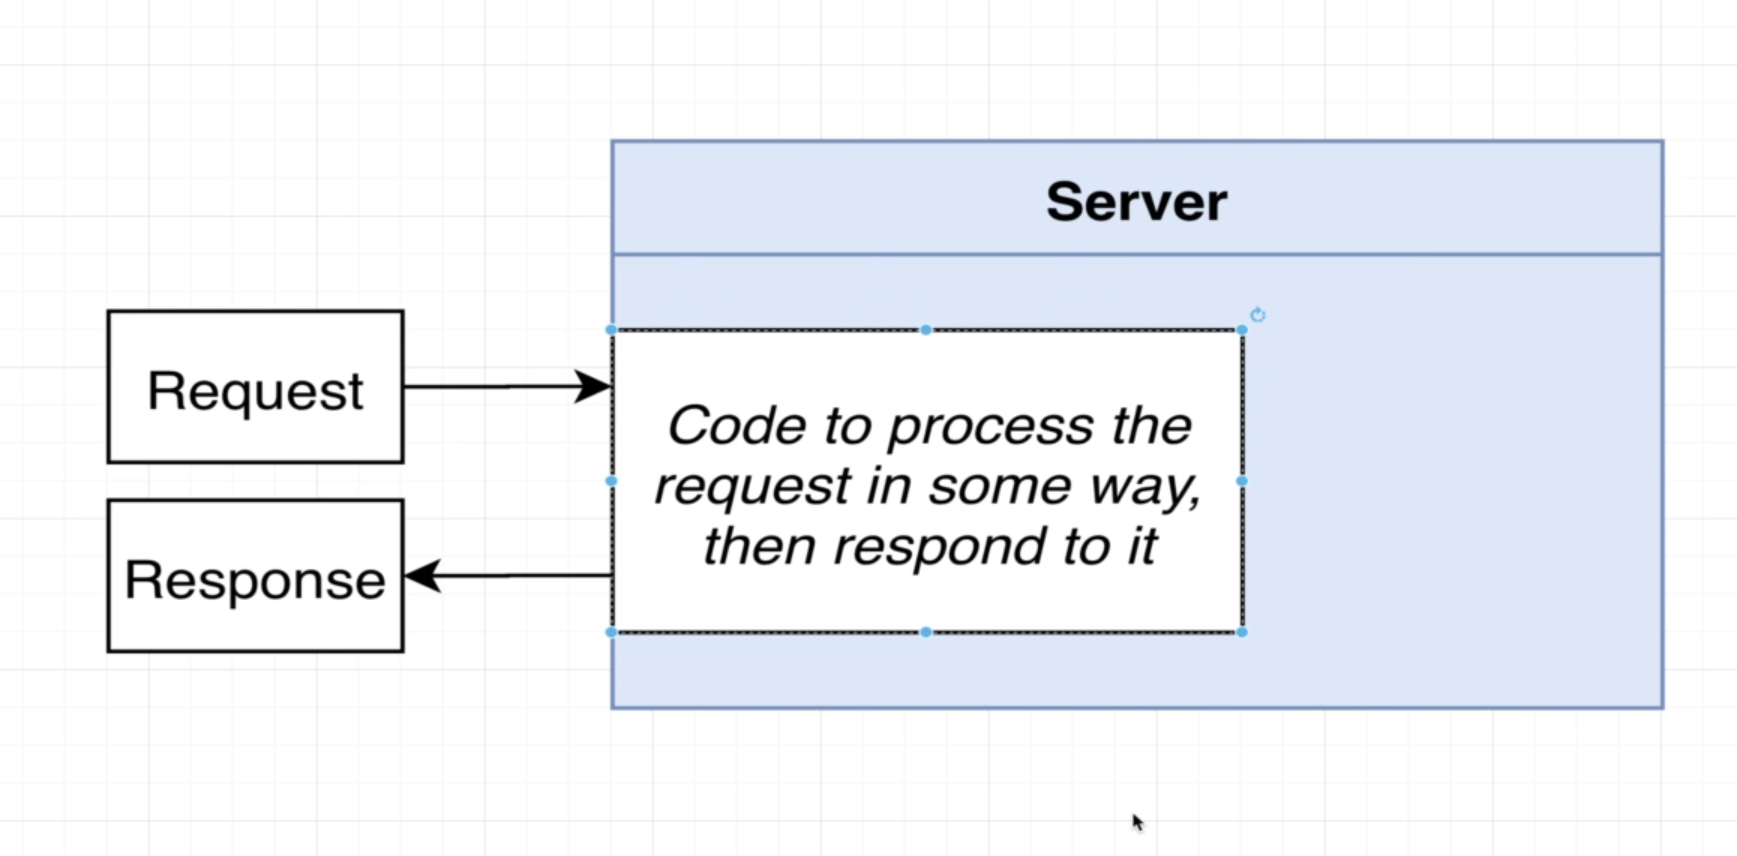 Server
Request
Code to process the
request in some way,
then respond to it
Response